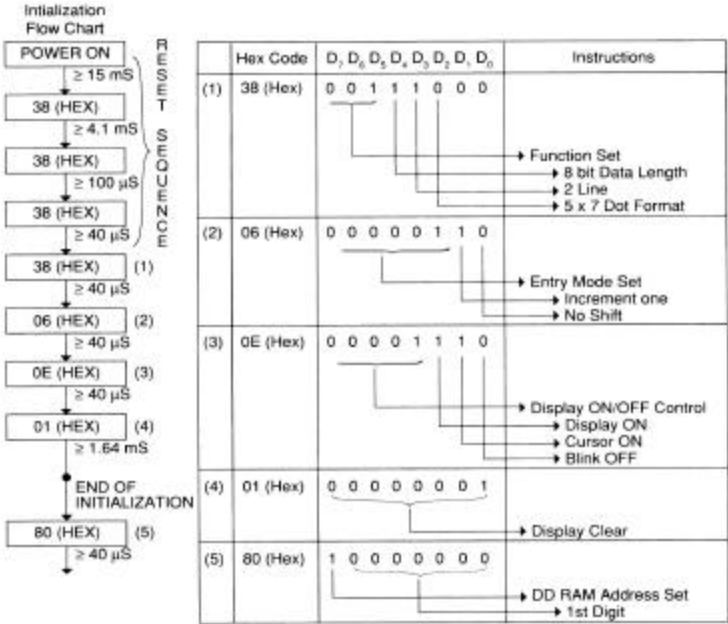 Intialization
Flow Chart
POWER ON
≥ 15 mS
38 (HEX)
≥ 4.1 mS
38 (HEX)
≥ 100 µS
38 (HEX)
≥ 40 µS
RESET SEQUENCE
38 (HEX) (1)
≥ 40 µS
06 (HEX) (2)
≥ 40 µS
0E (HEX) (3)
≥ 40 µS
01 (HEX) (4)
≥ 1.64 mS
END OF
INITIALIZATION
80 (HEX) (5)
≥ 40 µS
Hex Code D7 D6 D5 D4 D3 D2 D1 D0 Instructions
(1) 38 (Hex) 0 0 1 1 1 0 0 0
Function Set
8 bit Data Length
2 Line
5 x 7 Dot Format
(2) 06 (Hex) 0 0 0 0 0 1 1 0
Entry Mode Set
Increment one
No Shift
(3) 0E (Hex) 0 0 0 0 1 1 1 0
Display ON/OFF Control
Display ON
Cursor ON
Blink OFF
(4) 01 (Hex) 0 0 0 0 0 0 0 1
Display Clear
(5) 80 (Hex) 1 0 0 0 0 0 0 0
DD RAM Address Set
1st Digit